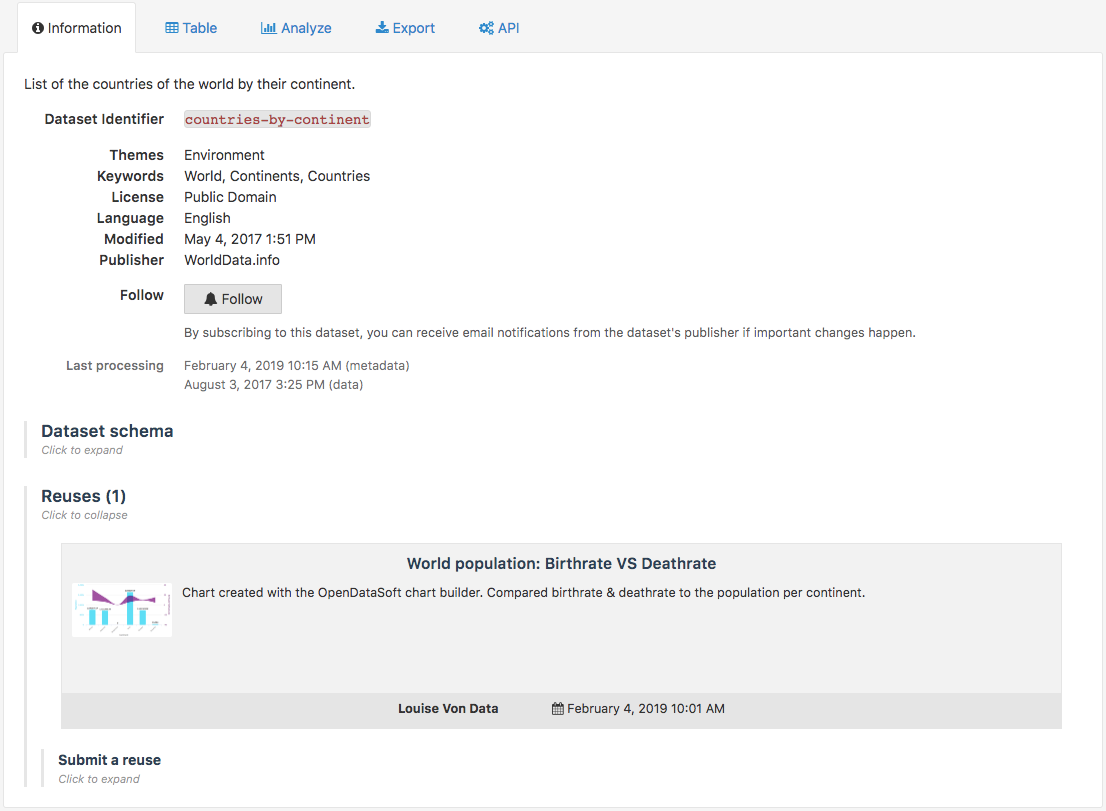 Information Table Analyze Export API
List of the countries of the world by their continent.
Dataset Identifier countries-by-continent
Themes Environment
Keywords World, Continents, Countries
License Public Domain
Language English
Modified May 4, 2017 1:51 PM
Publisher WorldData.info
Follow Follow
By subscribing to this dataset, you can receive email notifications from the dataset's publisher if important changes happen.
Last processing February 4, 2019 10:15 AM (metadata)
August 3, 2017 3:25 PM (data)
Dataset schema
Click to expand
Reuses (1)
Click to collapse
World population: Birthrate VS Deathrate
Chart created with the OpenDataSoft chart builder. Compared birthrate & deathrate to the population per continent.
Louise Von Data February 4, 2019 10:01 AM
Submit a reuse
Click to expand